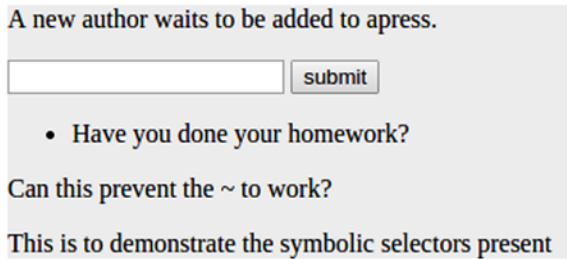 A new author waits to be added to apress.
submit
Have you done your homework?
Can this prevent the ~ to work?
This is to demonstrate the symbolic selectors present